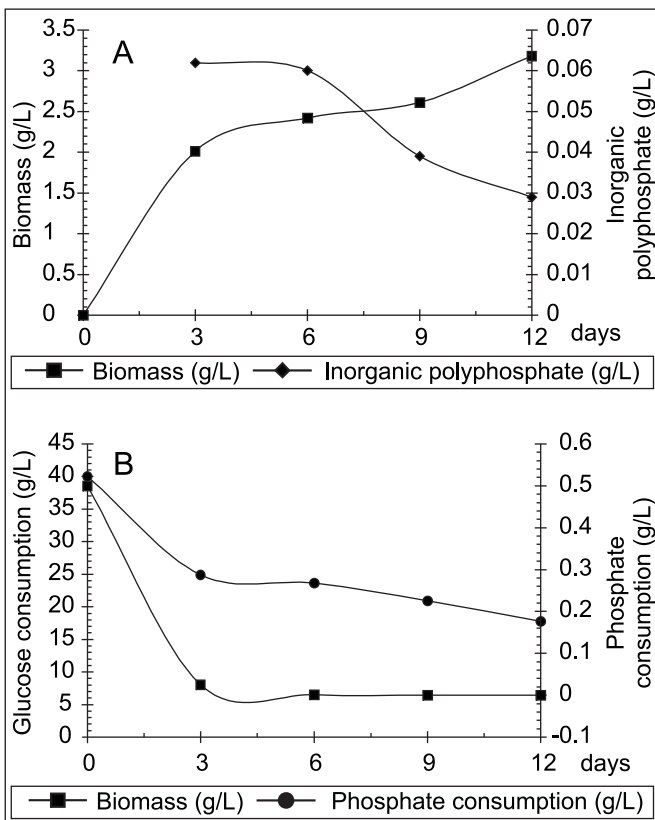 A
Biomass (g/L)
3.5
3
2.5
2
1.5
1
0.5
0
Inorganic
polyphosphate (g/L)
0.07
0.06
0.05
0.04
0.03
0.02
0.01
0
0 3 6 9 12 days
Biomass (g/L) Inorganic polyphosphate (g/L)
B
Glucose consumption (g/L)
45
40
35
30
25
20
15
10
5
0
Phosphate
consumption (g/L)
0.6
0.5
0.4
0.3
0.2
0.1
0
-0.1
0 3 6 9 12 days
Biomass (g/L) Phosphate consumption (g/L)